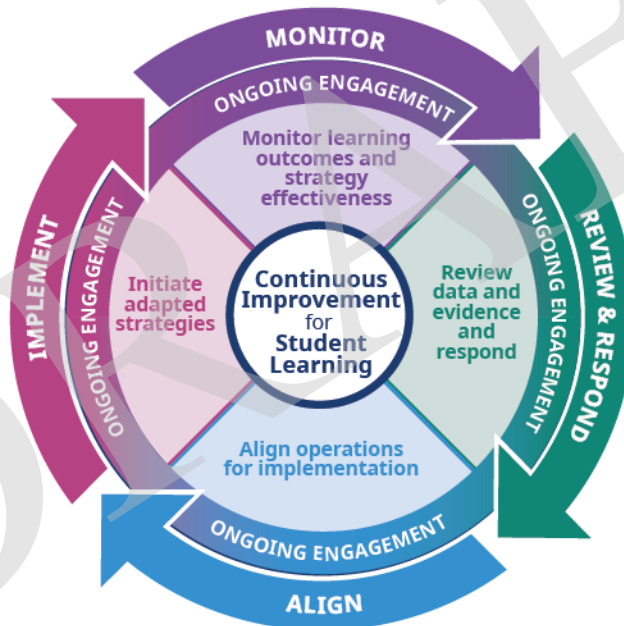 MONITOR
ONGOING ENGAGEMENT
Monitor learning
outcomes and
strategy
effectiveness
REVIEW & RESPOND
ONGOING ENGAGEMENT
Review
data and
evidence
and
respond
ALIGN
ONGOING ENGAGEMENT
Align operations
for implementation
IMPLEMENT
ONGOING ENGAGEMENT
Initiate
adapted
strategies
Continuous
Improvement
for
Student
Learning